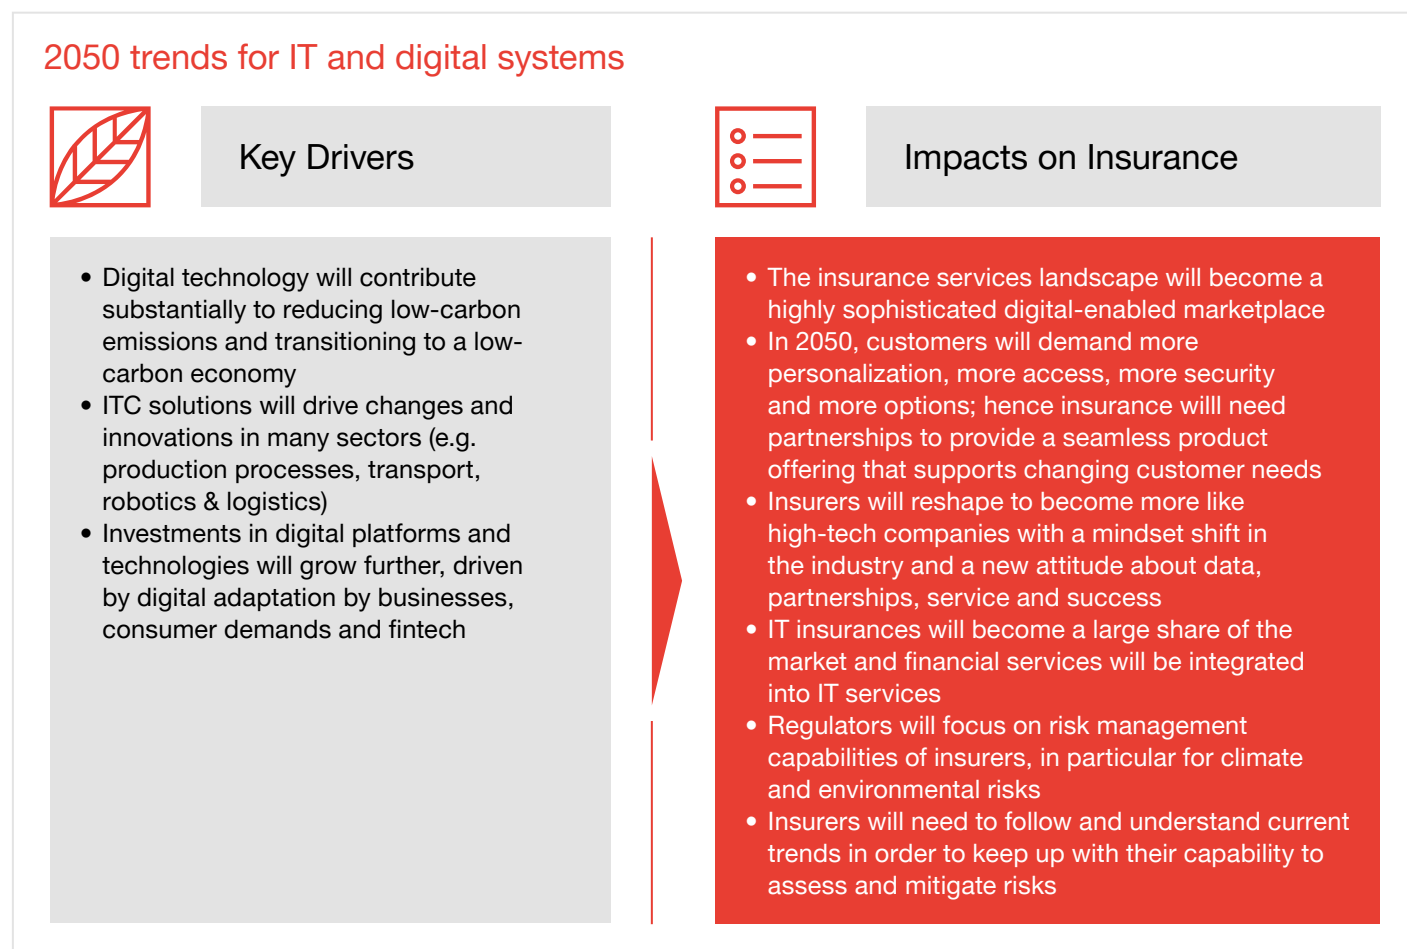 2050 trends for IT and digital systems
Key Drivers
• Digital technology will contribute
substantially to reducing low-carbon
emissions and transitioning to a low-
carbon economy
• ITC solutions will drive changes and
innovations in many sectors (e.g.
production processes, transport,
robotics & logistics)
• Investments in digital platforms and
technologies will grow further, driven
by digital adaptation by businesses,
consumer demands and fintech
Impacts on Insurance
• The insurance services landscape will become a
highly sophisticated digital-enabled marketplace
• In 2050, customers will demand more
personalization, more access, more security
and more options; hence insurance willl need
partnerships to provide a seamless product
offering that supports changing customer needs
• Insurers will reshape to become more like
high-tech companies with a mindset shift in
the industry and a new attitude about data,
partnerships, service and success
• IT insurances will become a large share of the
market and financial services will be integrated
into IT services
• Regulators will focus on risk management
capabilities of insurers, in particular for climate
and environmental risks
• Insurers will need to follow and understand current
trends in order to keep up with their capability to
assess and mitigate risks